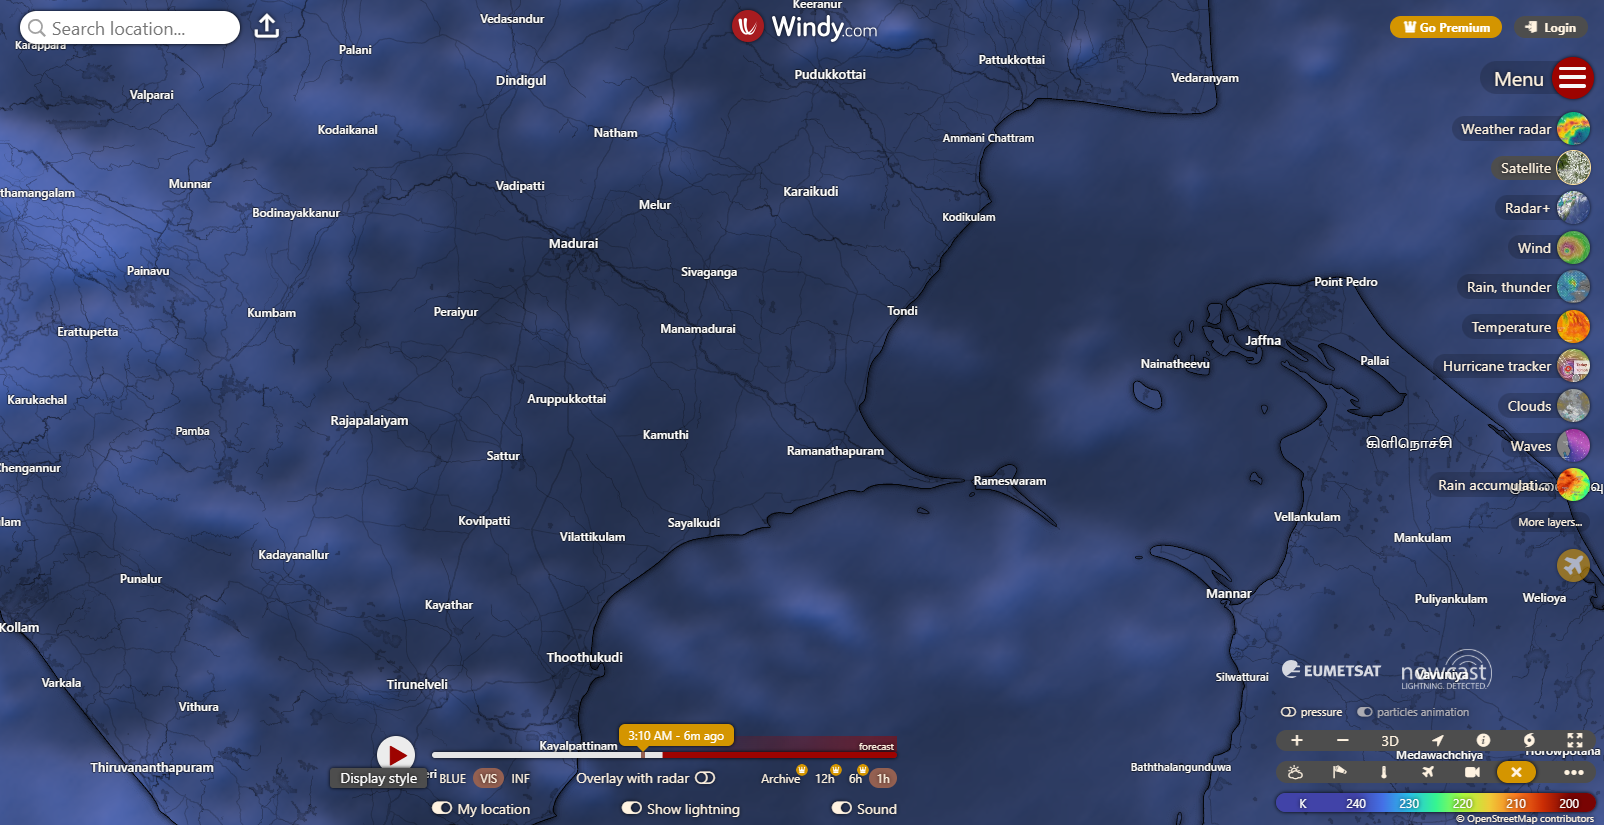 Search location...
Windy.com
Go Premium
Login
Menu
Weather radar
Satellite
Radar+
Wind
Rain, thunder
Temperature
Hurricane tracker
Clouds
Waves
Rain accumulati
More layers...
Keeranur
Vedasandur
Karappara
Palani
Pattukkottai
Dindigul
Pudukkottai
Vedaranyam
Valparai
Kodaikanal
Natham
Ammani Chattram
Munnar
Vadipatti
Karaikudi
thamangalam
Melur
Bodinayakkanur
Kodikulam
Madurai
Painavu
Sivaganga
Point Pedro
Kumbam
Peraiyur
Tondi
Erattupetta
Manamadurai
Jaffna
Nainatheevu
Pallai
Karukachal
Aruppukkottai
Rajapalaiyam
Pamba
Kamuthi
கிளிநொச்சி
Sattur
Ramanathapuram
Chengannur
Rameswaram
Kovilpatti
Sayalkudi
Vellankulam
lam
Vilattikulam
Mankulam
Kadayanallur
Punalur
Mannar
Kayathar
Puliyankulam
Welioya
Kollam
Thoothukudi
Varkala
Tirunelveli
Silwatturai
Vavuniya
Vithura
Kayalpattinam
Thiruvananthapuram
Baththalangunduwa
Medawachchiya
Horowpotana
EUMETSAT
nowcast
LIGHTNING. DETECTED.
pressure
particles animation
3D
3:10 AM - 6m ago
forecast
Display style
eri
BLUE
VIS
INF
Overlay with radar
Archive
12h
6h
1h
My location
Show lightning
Sound
K 240 230 220 210 200
© OpenStreetMap contributors